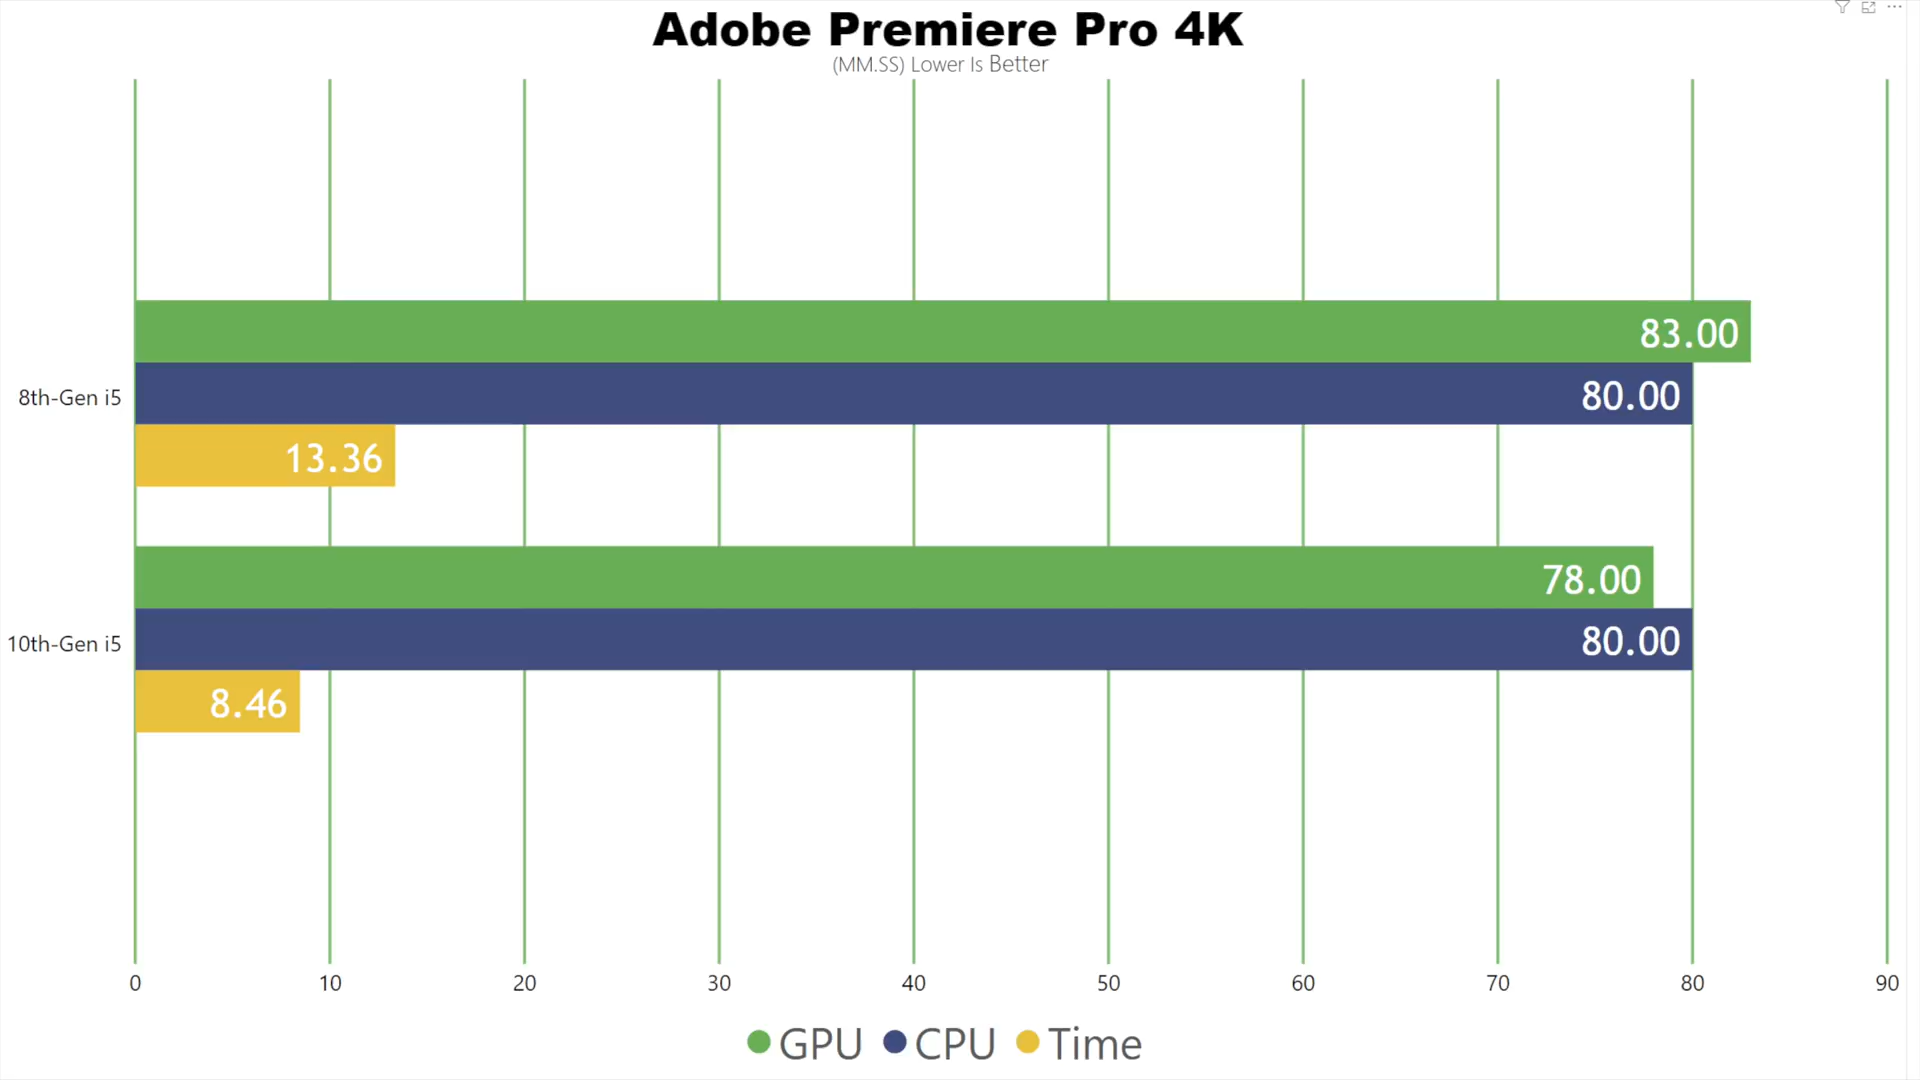 Adobe Premiere Pro 4K
(MM.SS) Lower Is Better
83.00
8th-Gen i5
80.00
13.36
78.00
10th-Gen i5
80.00
8.46
0 10 20 30 40 50 60 70 80 90
GPU CPU Time